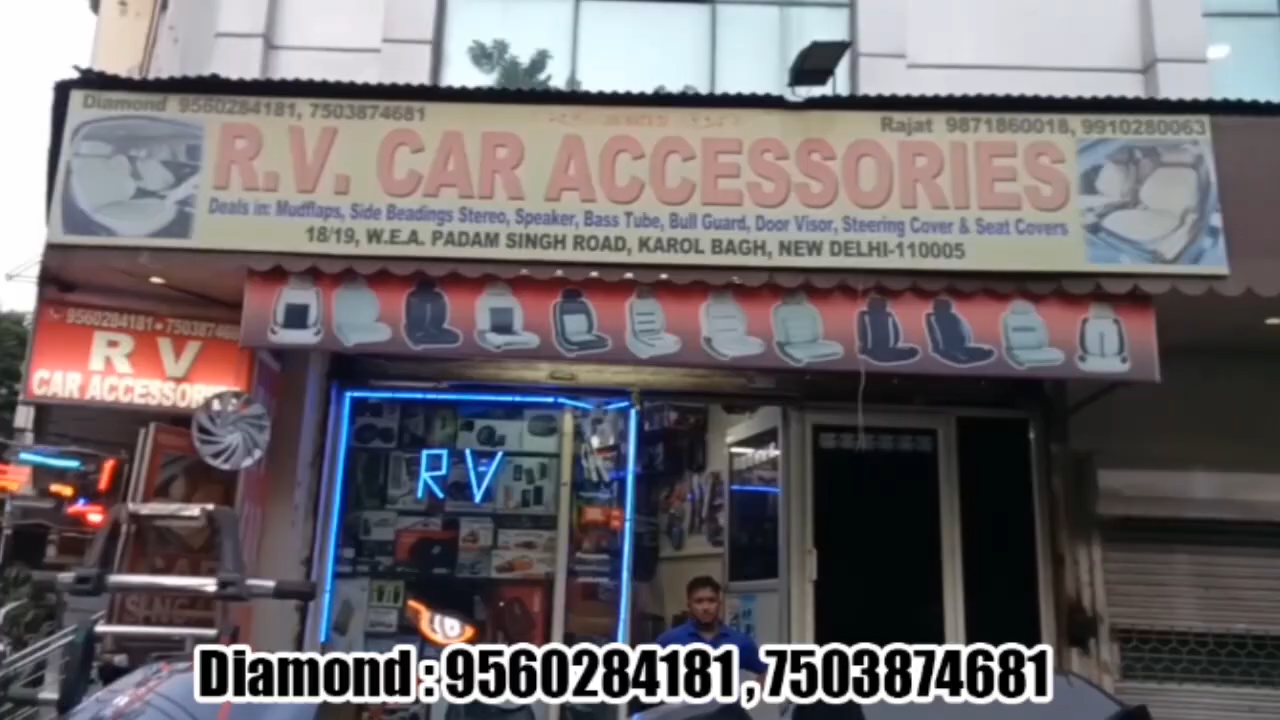 Diamond 9560284181, 7503874681
Rajat 9871860018, 9910280063
R.V. CAR ACCESSORIES
Deals in: Mudflaps, Side Beadings Stereo, Speaker, Bass Tube, Bull Guard, Door Visor, Steering Cover & Seat Covers
18/19, W.E.A. PADAM SINGH ROAD, KAROL BAGH, NEW DELHI-110005
9560284181 • 750387468
R V
CAR ACCESSORIES
RV
Diamond : 9560284181 , 7503874681